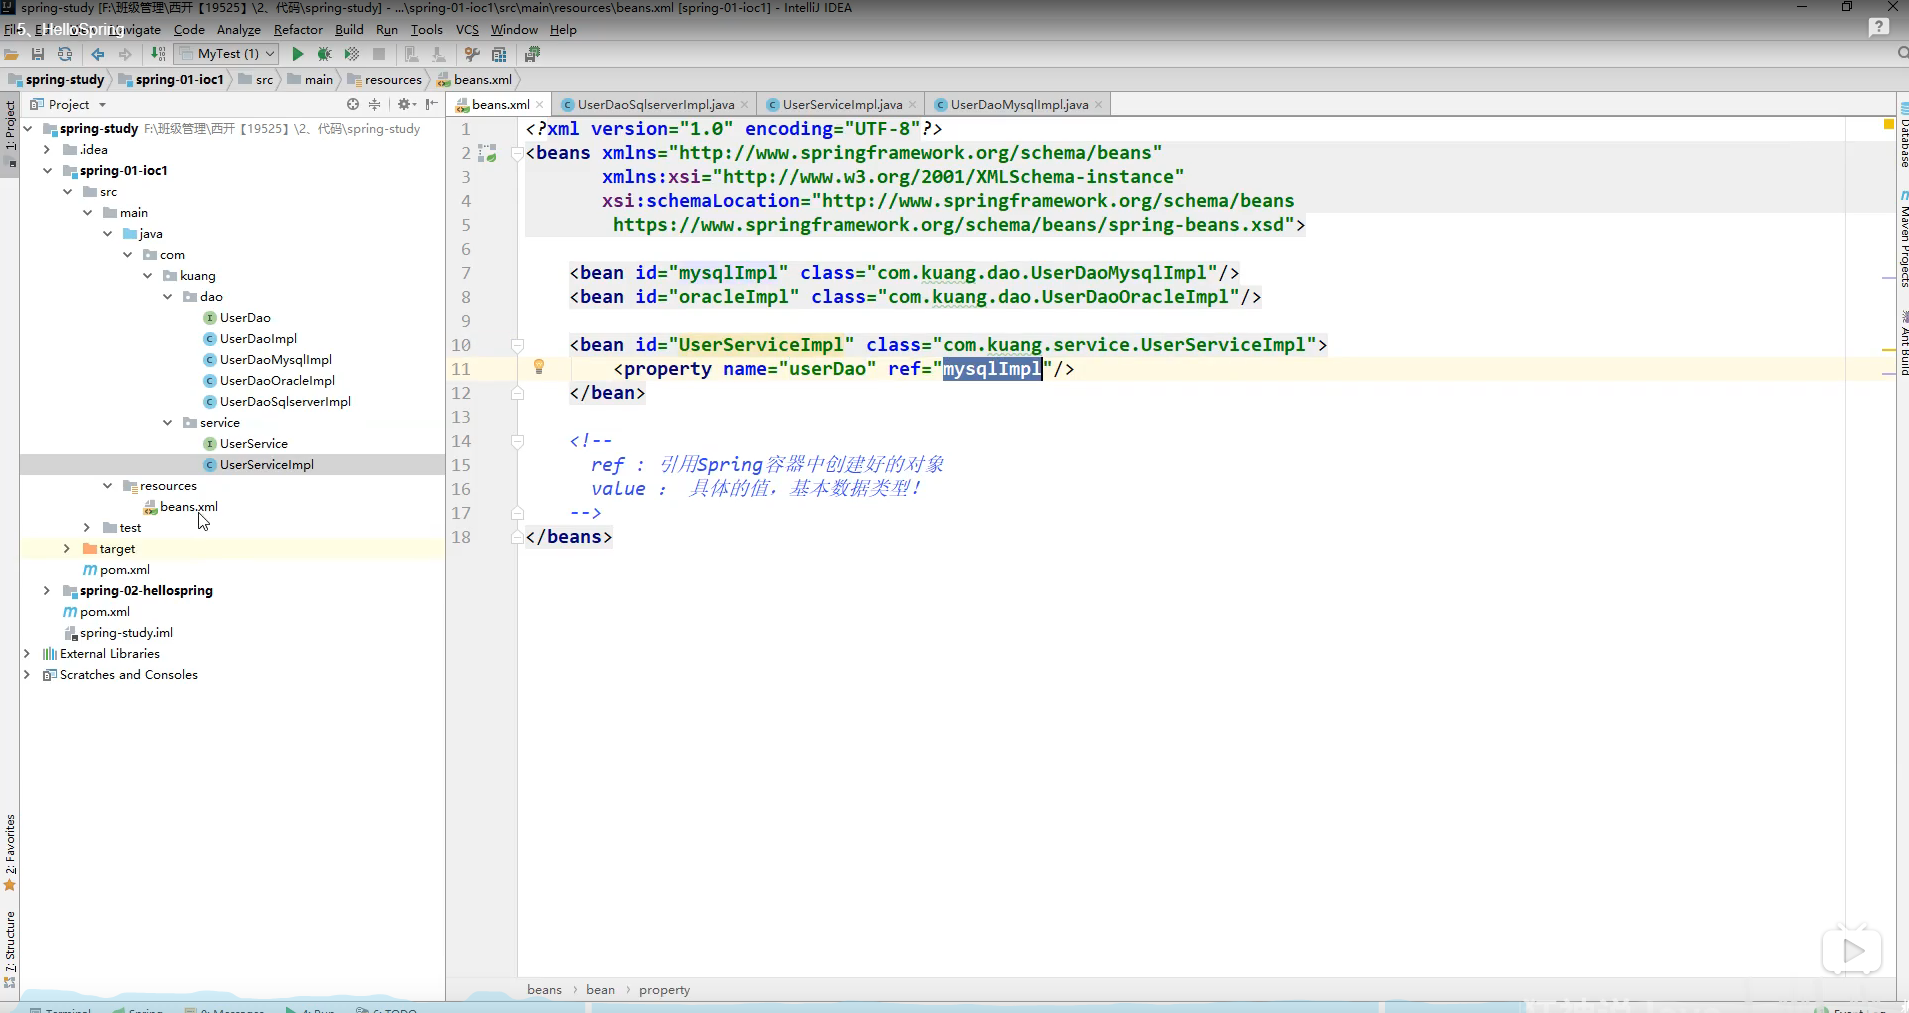 spring-study [F:\班级管理\西开【19525】\2、代码\spring-study] - ...\spring-01-ioc1\src\main\resources\beans.xml [spring-01-ioc1] - IntelliJ IDEA
5、HelloSpring
Navigate Code Analyze Refactor Build Run Tools VCS Window Help
MyTest (1)
spring-study spring-01-ioc1 src main resources beans.xml
Project
beans.xml UserDaoSqlserverImpl.java UserServiceImpl.java UserDaoMysqlImpl.java
1: Project
spring-study F:\班级管理\西开【19525】\2、代码\spring-study
.idea
spring-01-ioc1
src
main
java
com
kuang
dao
UserDao
UserDaoImpl
UserDaoMysqlImpl
UserDaoOracleImpl
UserDaoSqlserverImpl
service
UserService
UserServiceImpl
resources
beans.xml
test
target
pom.xml
spring-02-hellospring
pom.xml
spring-study.iml
External Libraries
Scratches and Consoles
2: Favorites
7: Structure
1 <?xml version="1.0" encoding="UTF-8"?>
2 <beans xmlns="http://www.springframework.org/schema/beans"
3 xmlns:xsi="http://www.w3.org/2001/XMLSchema-instance"
4 xsi:schemaLocation="http://www.springframework.org/schema/beans
5 https://www.springframework.org/schema/beans/spring-beans.xsd">
6
7 <bean id="mysqlImpl" class="com.kuang.dao.UserDaoMysqlImpl"/>
8 <bean id="oracleImpl" class="com.kuang.dao.UserDaoOracleImpl"/>
9
10 <bean id="UserServiceImpl" class="com.kuang.service.UserServiceImpl">
11 <property name="userDao" ref="mysqlImpl"/>
12 </bean>
13
14 <!--
15 ref : 引用Spring容器中创建好的对象
16 value : 具体的值，基本数据类型！
17 -->
18 </beans>
Database
Maven Projects
Ant Build
beans › bean › property